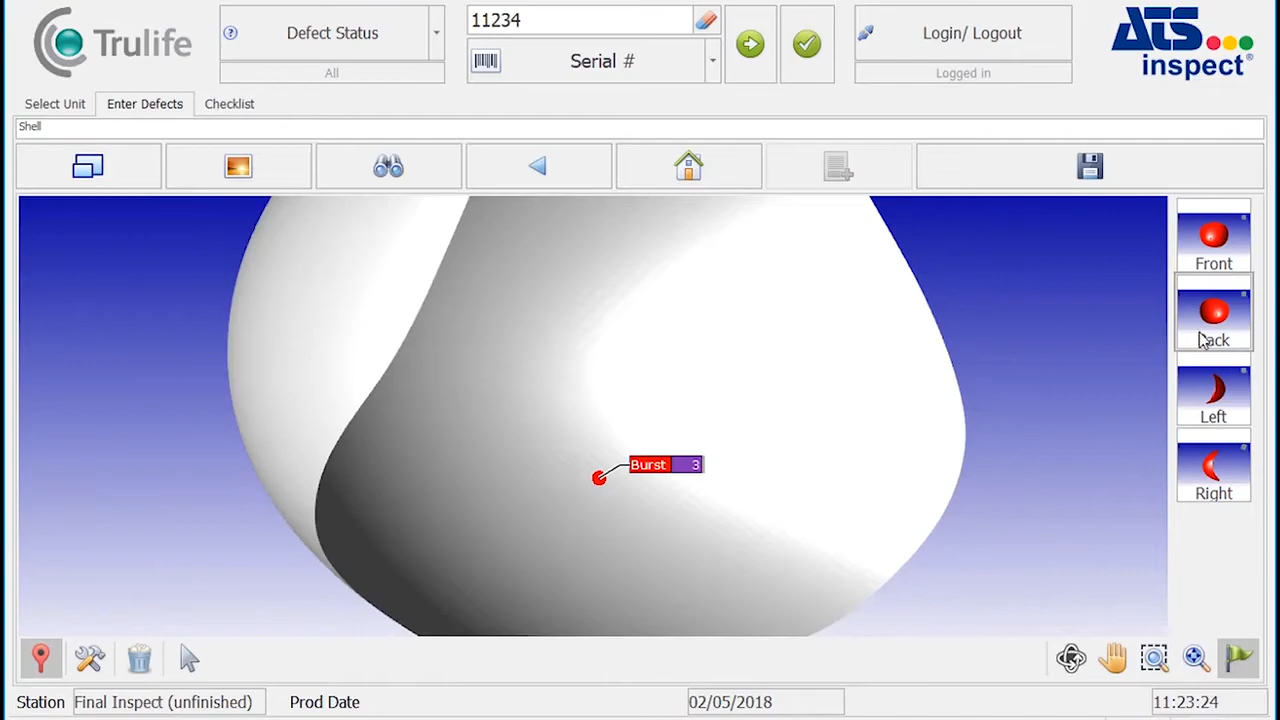 Trulife
Defect Status
All
11234
Serial #
Login/ Logout
Logged in
ATS
inspect®
Select Unit
Enter Defects
Checklist
Shell
Front
Back
Left
Right
Burst 3
Station
Final Inspect (unfinished)
Prod Date
02/05/2018
11:23:24